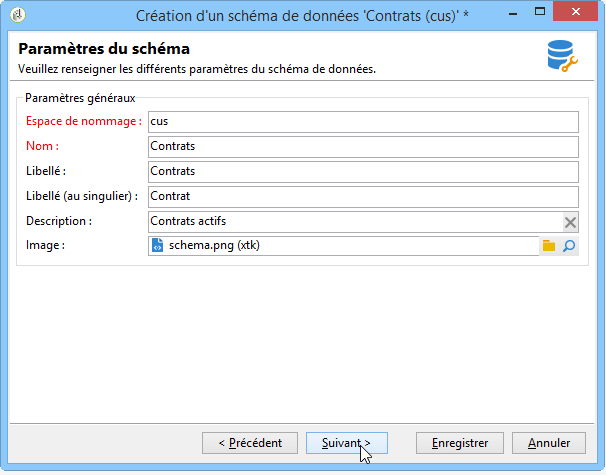 Création d'un schéma de données 'Contrats (cus)' *
Paramètres du schéma
Veuillez renseigner les différents paramètres du schéma de données.
Paramètres généraux
Espace de nommage : cus
Nom : Contrats
Libellé : Contrats
Libellé (au singulier) : Contrat
Description : Contrats actifs
Image : schema.png (xtk)
< Précédent Suivant > Enregistrer Annuler